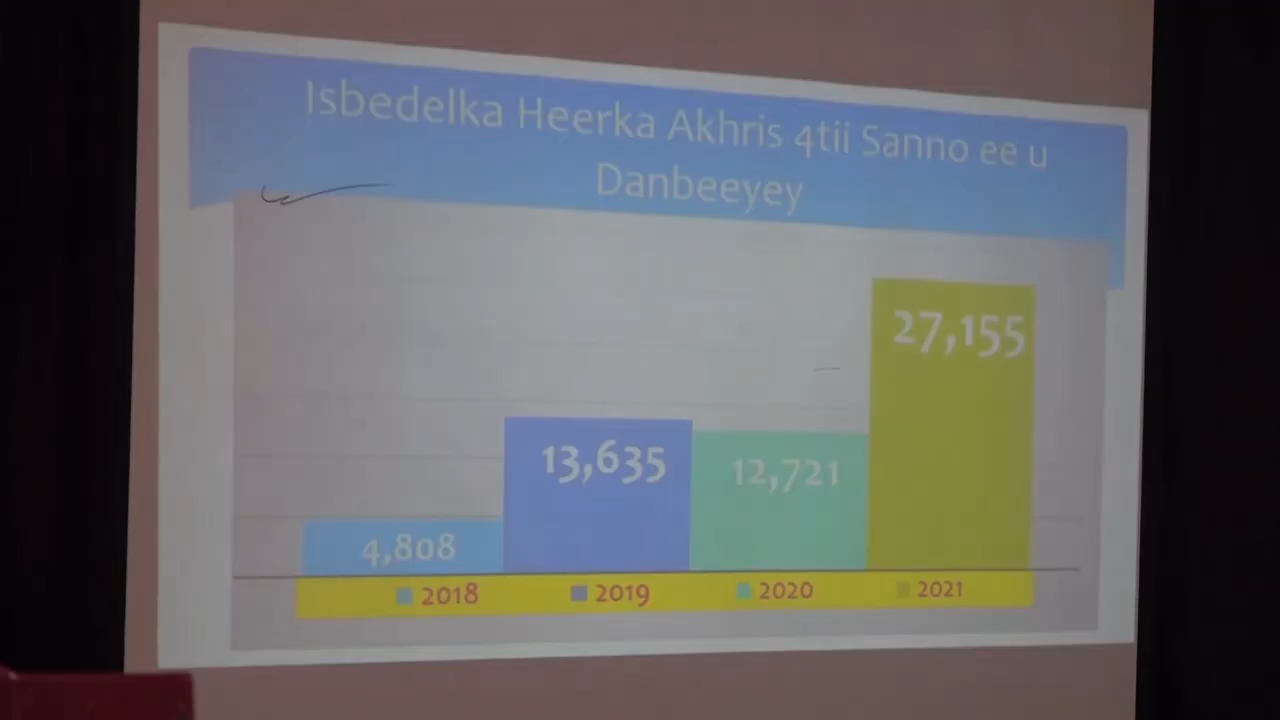 Isbedelka Heerka Akhris 4tii Sanno ee u
Danbeeyey
27,155
13,635
12,721
4,808
2018 2019 2020 2021